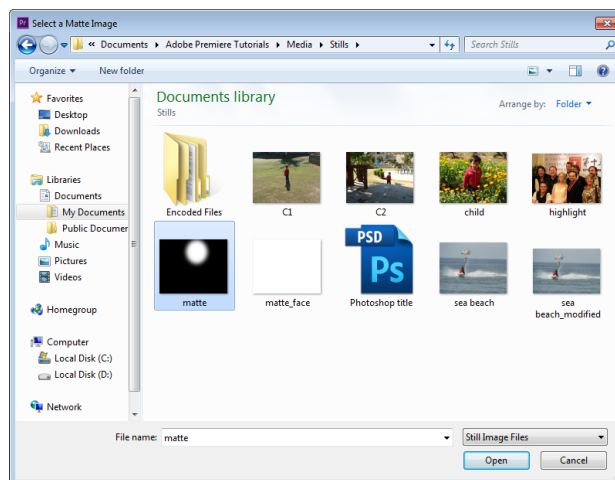 Select a Matte Image
« Documents Adobe Premiere Tutorials Media Stills
Search Stills
Organize New folder
Favorites
Desktop
Downloads
Recent Places
Libraries
Documents
My Documents
Public Documer
Music
Pictures
Videos
Homegroup
Computer
Local Disk (C:)
Local Disk (D:)
Network
Documents library
Stills
Arrange by: Folder
Encoded Files
C1
C2
child
highlight
matte
matte_face
PSD
Ps
Photoshop title
sea beach
sea
beach_modified
File name: matte
Still Image Files
Open
Cancel